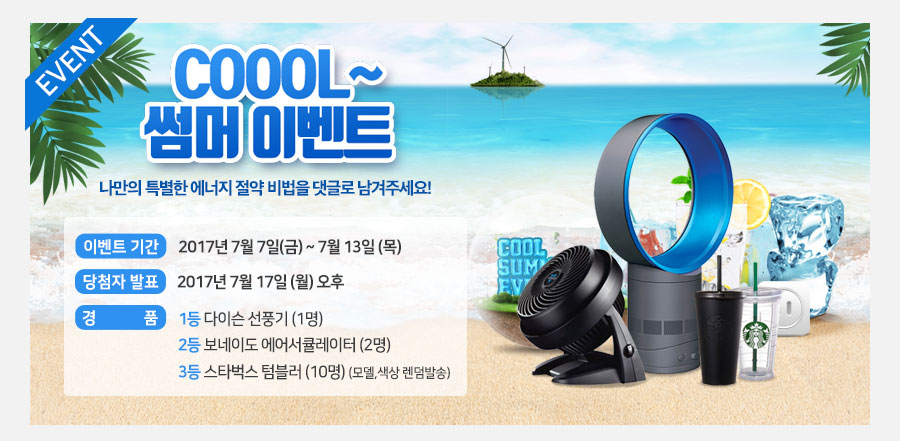 EVENT
COOOL~
썸머 이벤트
나만의 특별한 에너지 절약 비법을 댓글로 남겨주세요!
이벤트 기간 2017년 7월 7일(금) ~ 7월 13일 (목)
당첨자 발표 2017년 7월 17일 (월) 오후
경 품 1등 다이슨 선풍기 (1명)
2등 보네이도 에어서큘레이터 (2명)
3등 스타벅스 텀블러 (10명) (모델,색상 렌덤발송)
COOL